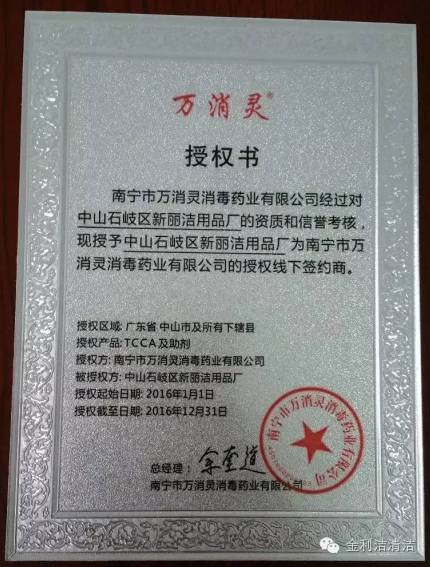 万消灵®
授权书
南宁市万消灵消毒药业有限公司经过对
中山石岐区新丽洁用品厂的资质和信誉考核，
现授予中山石岐区新丽洁用品厂为南宁市万
消灵消毒药业有限公司的授权线下签约商。
授权区域: 广东省 中山市及所有下辖县
授权产品: TCCA及助剂
授权方: 南宁市万消灵消毒药业有限公司
被授权方: 中山石岐区新丽洁用品厂
授权起始日期: 2016年1月1日
授权截至日期: 2016年12月31日
总经理:
南宁市万消灵消毒药业有限公司
南宁市万消灵消毒药业有限公司
金利洁清洁